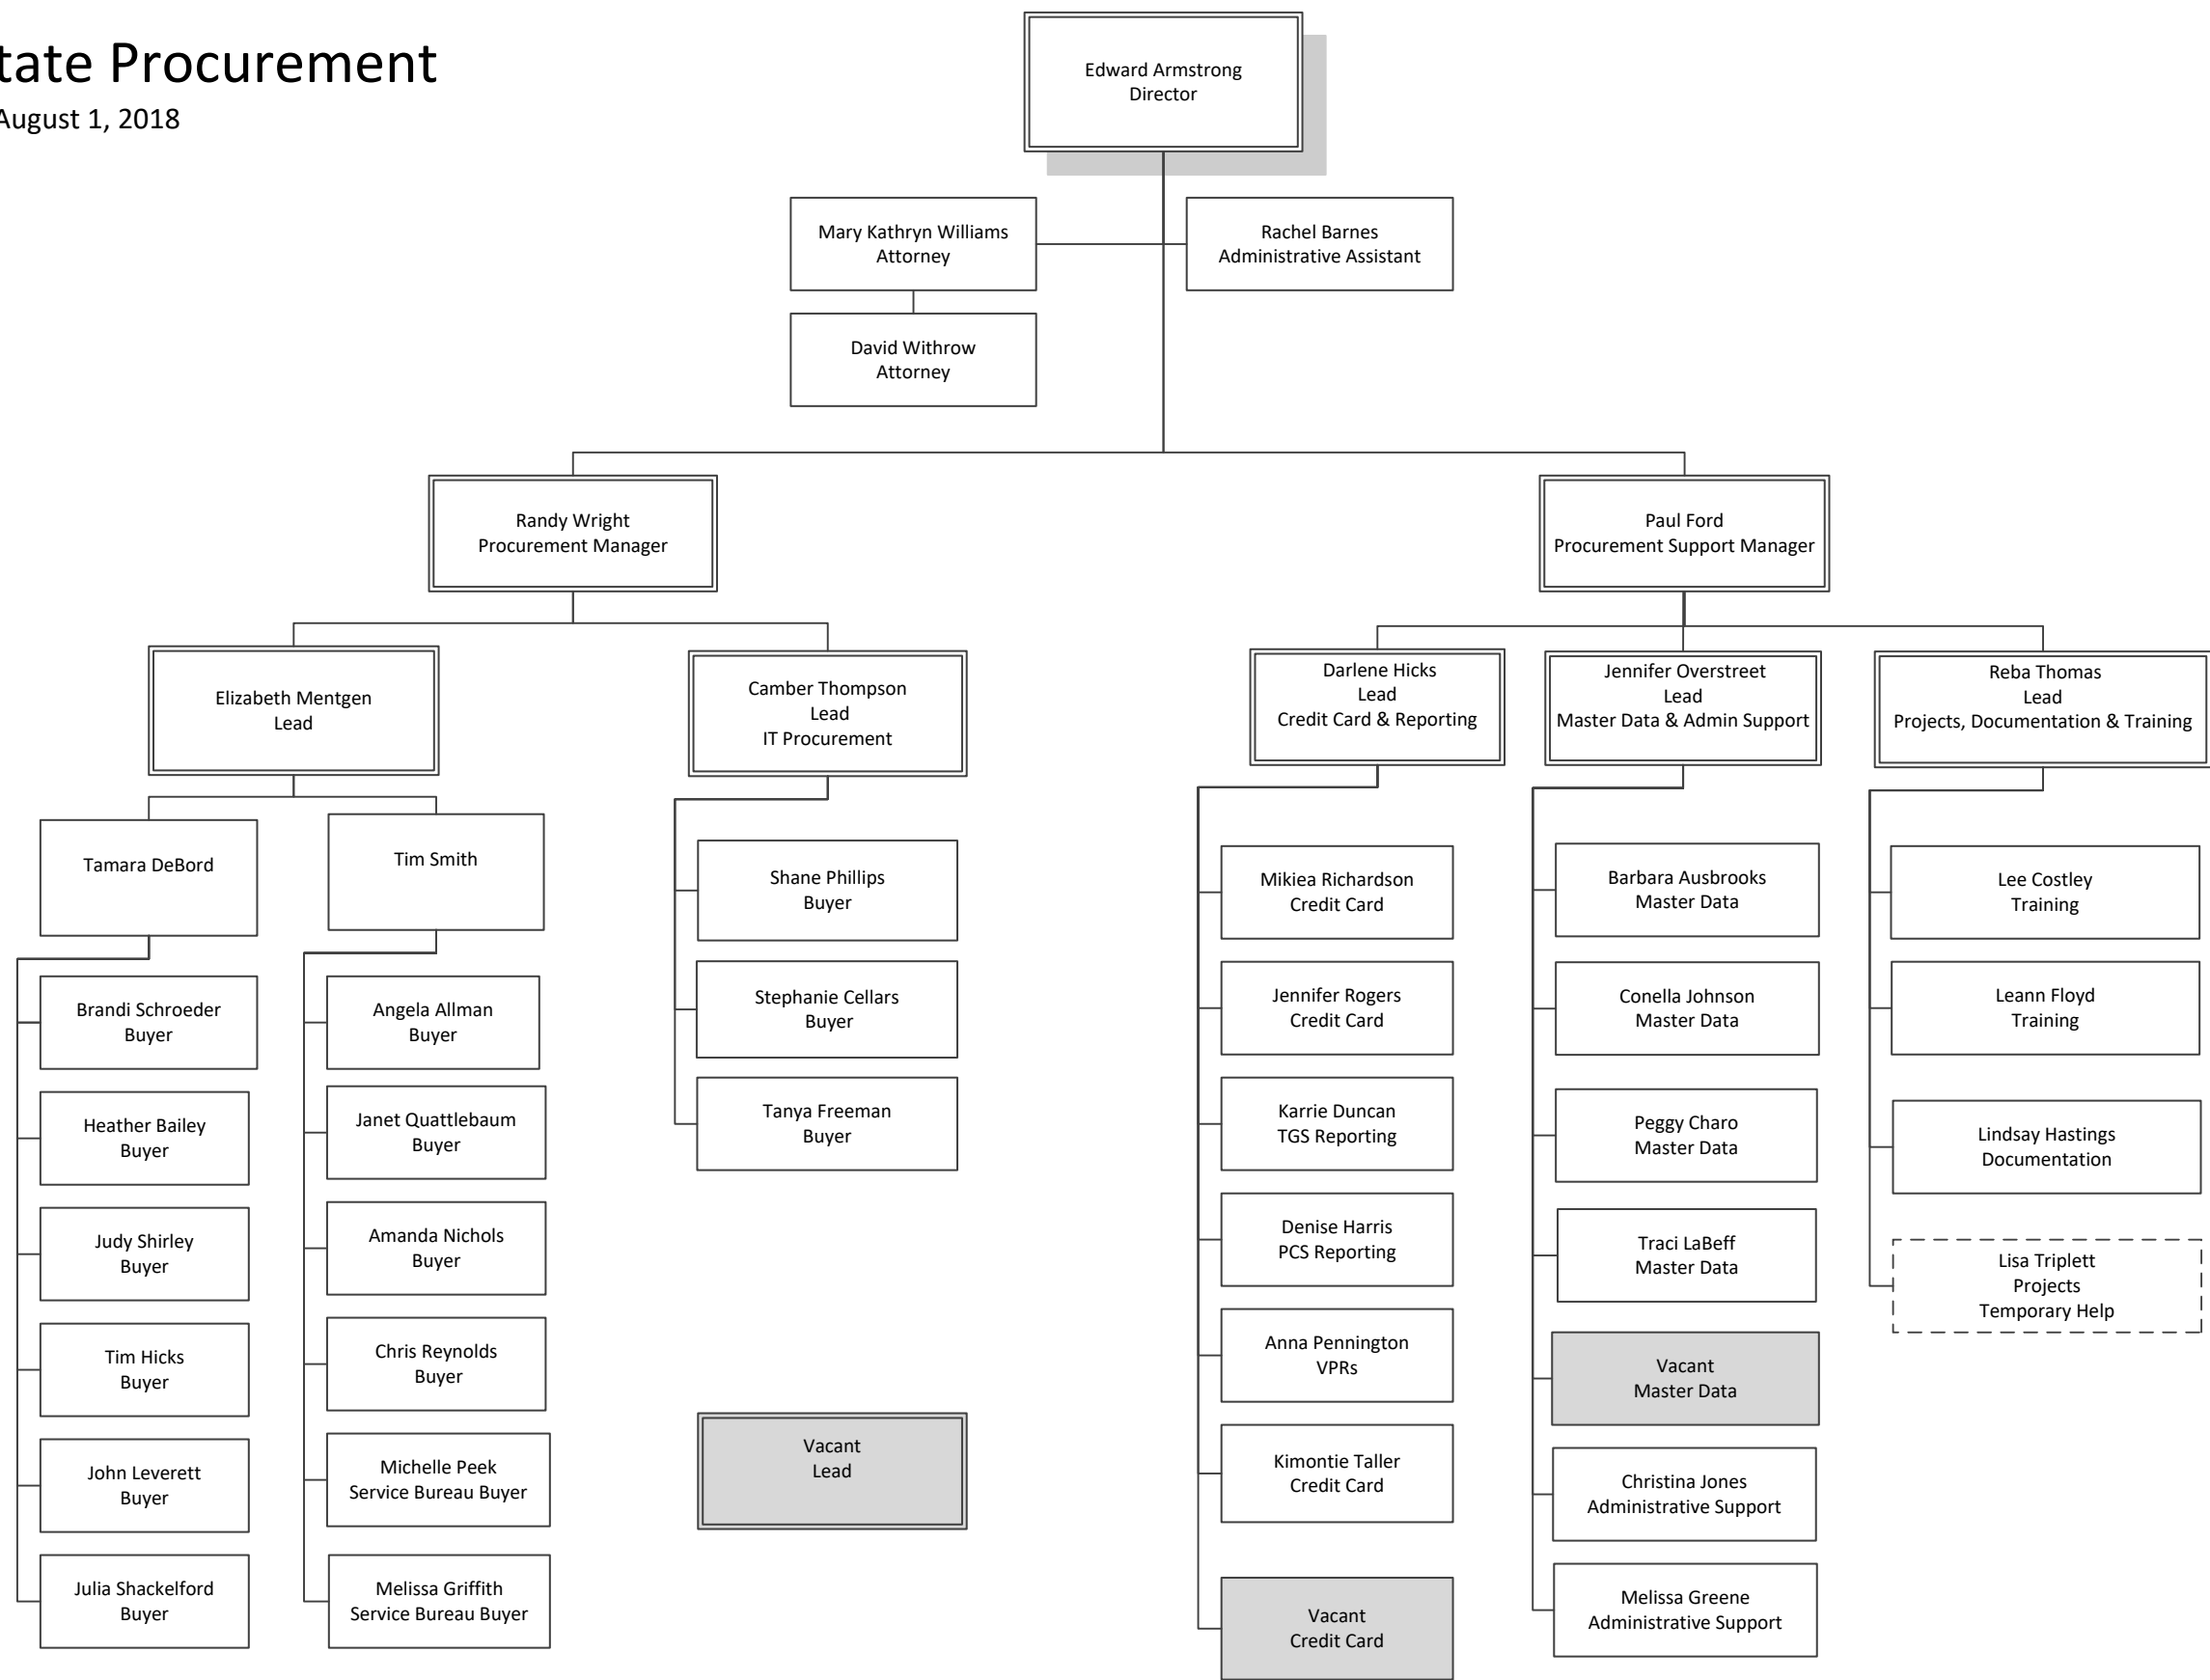 tate Procurement
August 1, 2018
Edward Armstrong
Director
Mary Kathryn Williams
Attorney
Rachel Barnes
Administrative Assistant
David Withrow
Attorney
Randy Wright
Procurement Manager
Paul Ford
Procurement Support Manager
Elizabeth Mentgen
Lead
Camber Thompson
Lead
IT Procurement
Darlene Hicks
Lead
Credit Card & Reporting
Jennifer Overstreet
Lead
Master Data & Admin Support
Reba Thomas
Lead
Projects, Documentation & Training
Tamara DeBord
Brandi Schroeder
Buyer
Heather Bailey
Buyer
Judy Shirley
Buyer
Tim Hicks
Buyer
John Leverett
Buyer
Julia Shackelford
Buyer
Tim Smith
Angela Allman
Buyer
Janet Quattlebaum
Buyer
Amanda Nichols
Buyer
Chris Reynolds
Buyer
Michelle Peek
Service Bureau Buyer
Melissa Griffith
Service Bureau Buyer
Shane Phillips
Buyer
Stephanie Cellars
Buyer
Tanya Freeman
Buyer
Vacant
Lead
Mikiea Richardson
Credit Card
Jennifer Rogers
Credit Card
Karrie Duncan
TGS Reporting
Denise Harris
PCS Reporting
Anna Pennington
VPRs
Kimontie Taller
Credit Card
Vacant
Credit Card
Barbara Ausbrooks
Master Data
Conella Johnson
Master Data
Peggy Charo
Master Data
Traci LaBeff
Master Data
Vacant
Master Data
Christina Jones
Administrative Support
Melissa Greene
Administrative Support
Lee Costley
Training
Leann Floyd
Training
Lindsay Hastings
Documentation
Lisa Triplett
Projects
Temporary Help